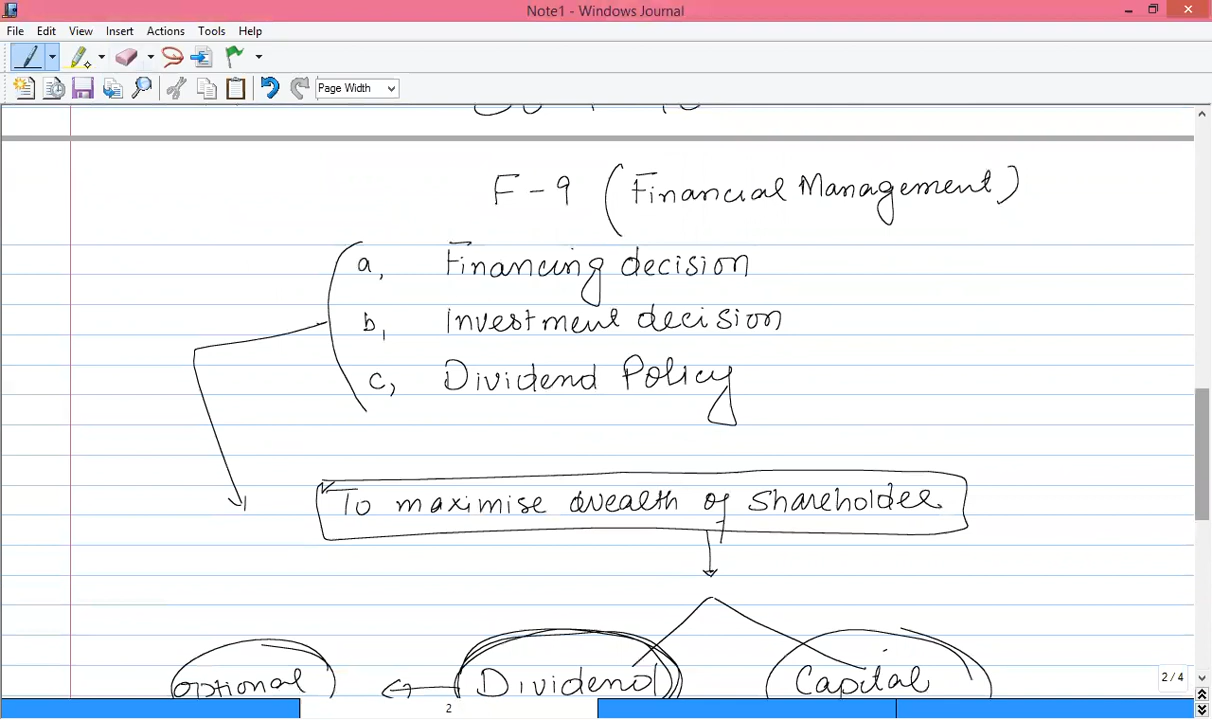 Note1 - Windows Journal
File Edit View Insert Actions Tools Help
Page Width
F-9 (Financial Management)
a, Financing decision
b, Investment decision
c, Dividend Policy
To maximise wealth of shareholder
optional Dividend Capital
2 / 4
2